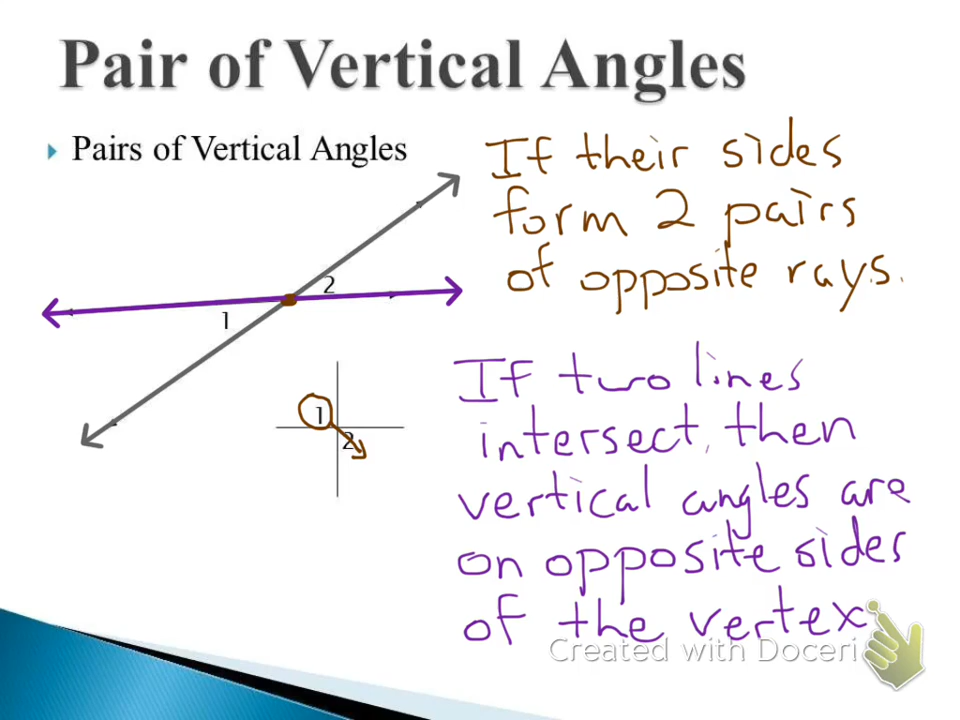 Pair of Vertical Angles
Pairs of Vertical Angles
If their sides
form 2 pairs
of opposite rays.
2
1
1
2
If two lines
intersect, then
vertical angles are
on opposite sides
of the vertex
Created with Doceri